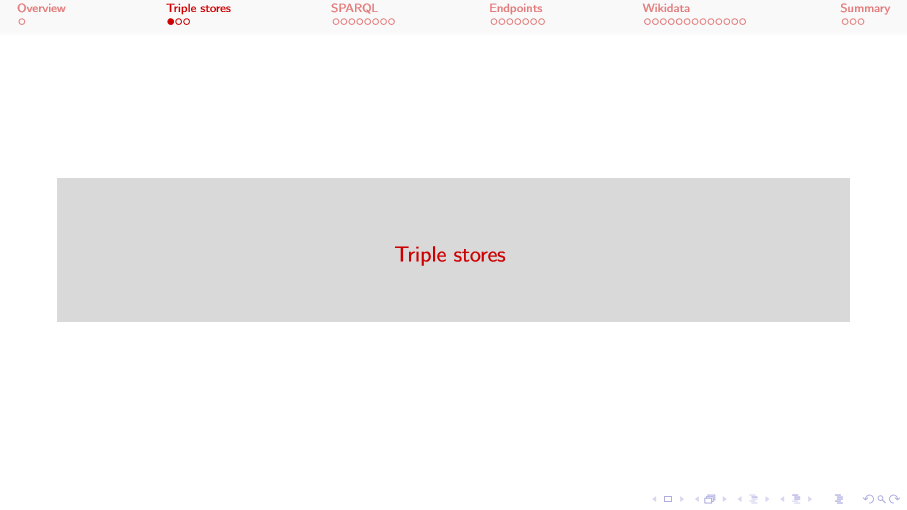 Overview Triple stores SPARQL Endpoints Wikidata Summary
Triple stores